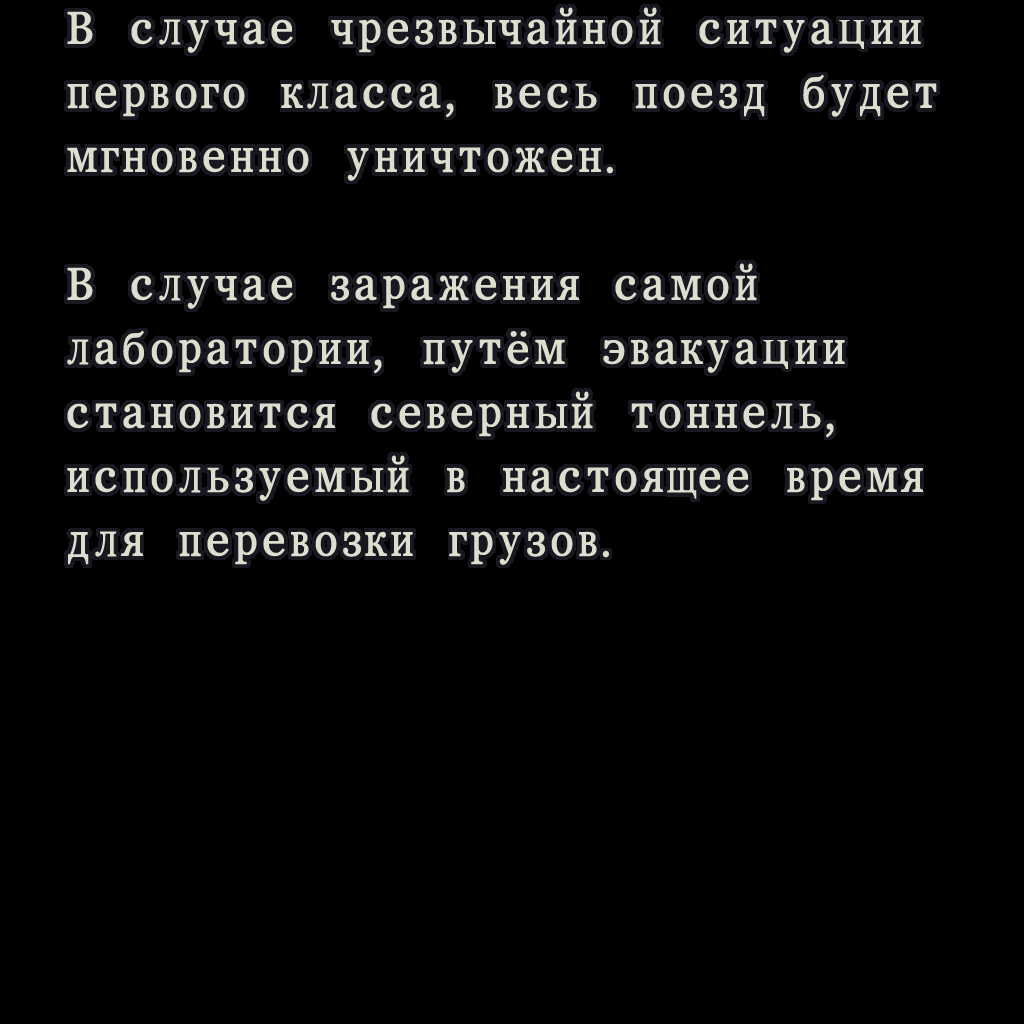 В случае чрезвычайной ситуации
первого класса, весь поезд будет
мгновенно уничтожен.
В случае заражения самой
лаборатории, путём эвакуации
становится северный тоннель,
используемый в настоящее время
для перевозки грузов.